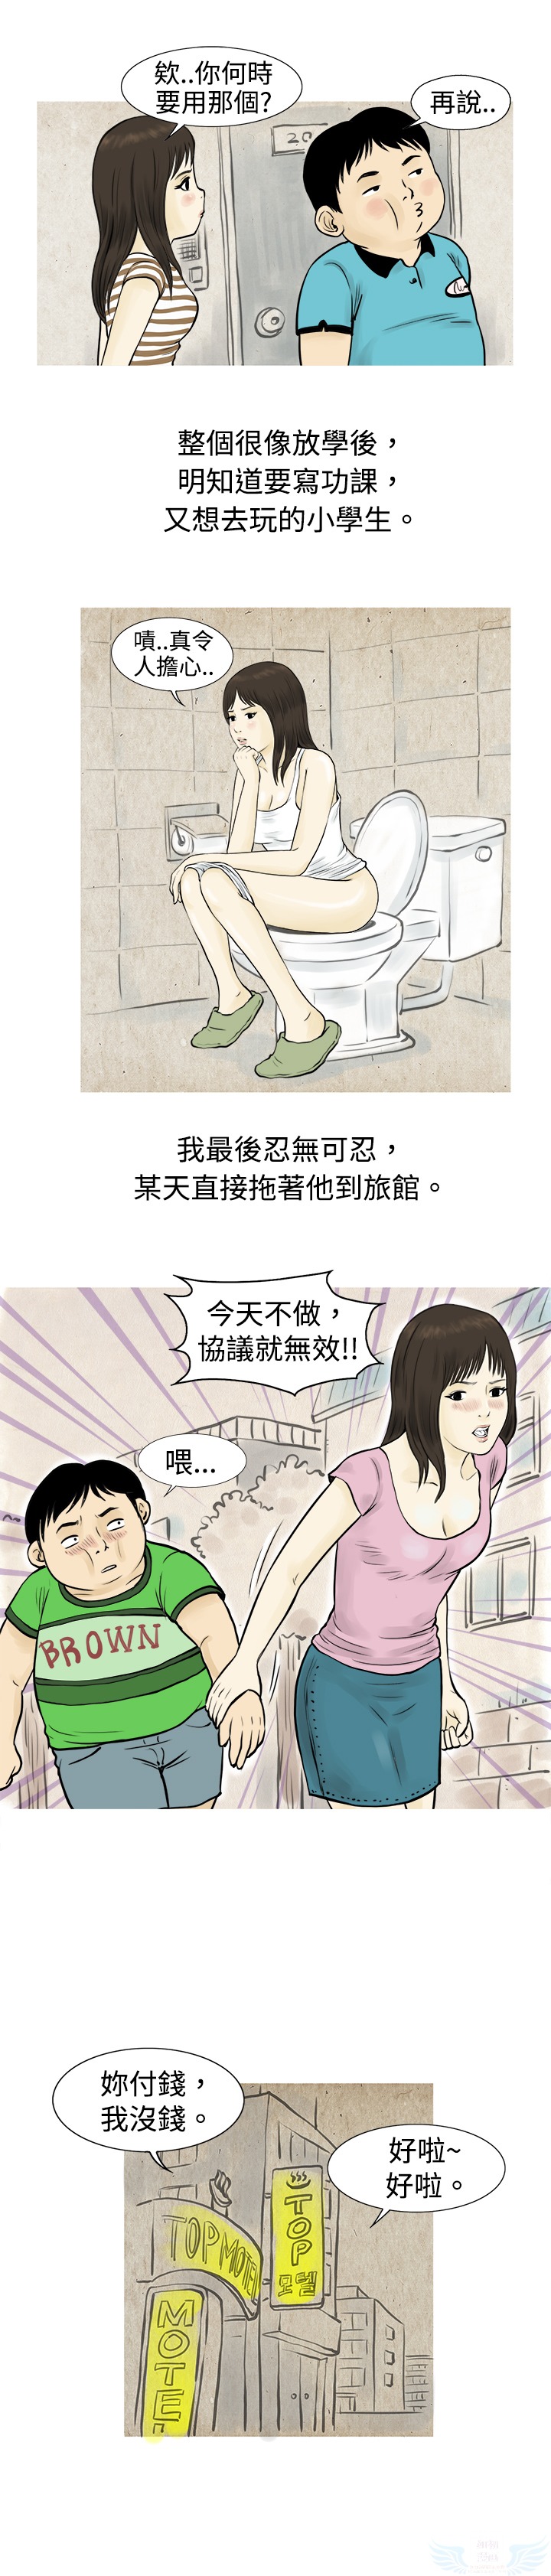 欸..你何時
要用那個?
再說..
20
整個很像放學後，
明知道要寫功課，
又想去玩的小學生。
嘖..真令
人擔心..
我最後忍無可忍，
某天直接拖著他到旅館。
今天不做，
協議就無效!!
喂...
BROWN
妳付錢，
我沒錢。
好啦~
好啦。
TOP
모텔
TOP MOTEL
MOTEL